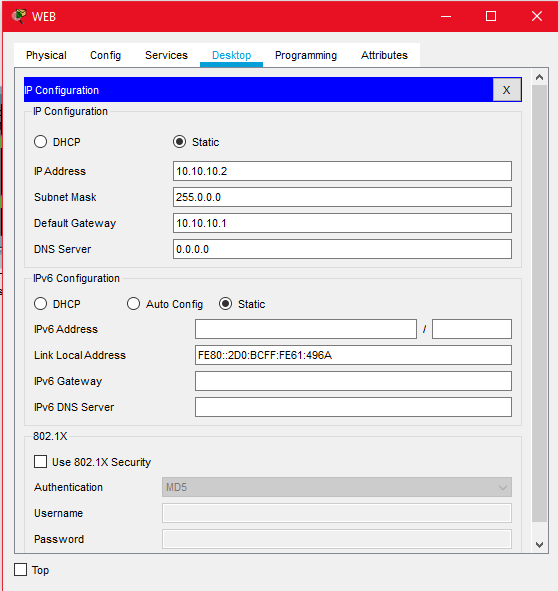 WEB
Physical Config Services Desktop Programming Attributes
IP Configuration X
IP Configuration
DHCP Static
IP Address 10.10.10.2
Subnet Mask 255.0.0.0
Default Gateway 10.10.10.1
DNS Server 0.0.0.0
IPv6 Configuration
DHCP Auto Config Static
IPv6 Address /
Link Local Address FE80::2D0:BCFF:FE61:496A
IPv6 Gateway
IPv6 DNS Server
802.1X
Use 802.1X Security
Authentication MD5
Username
Password
Top